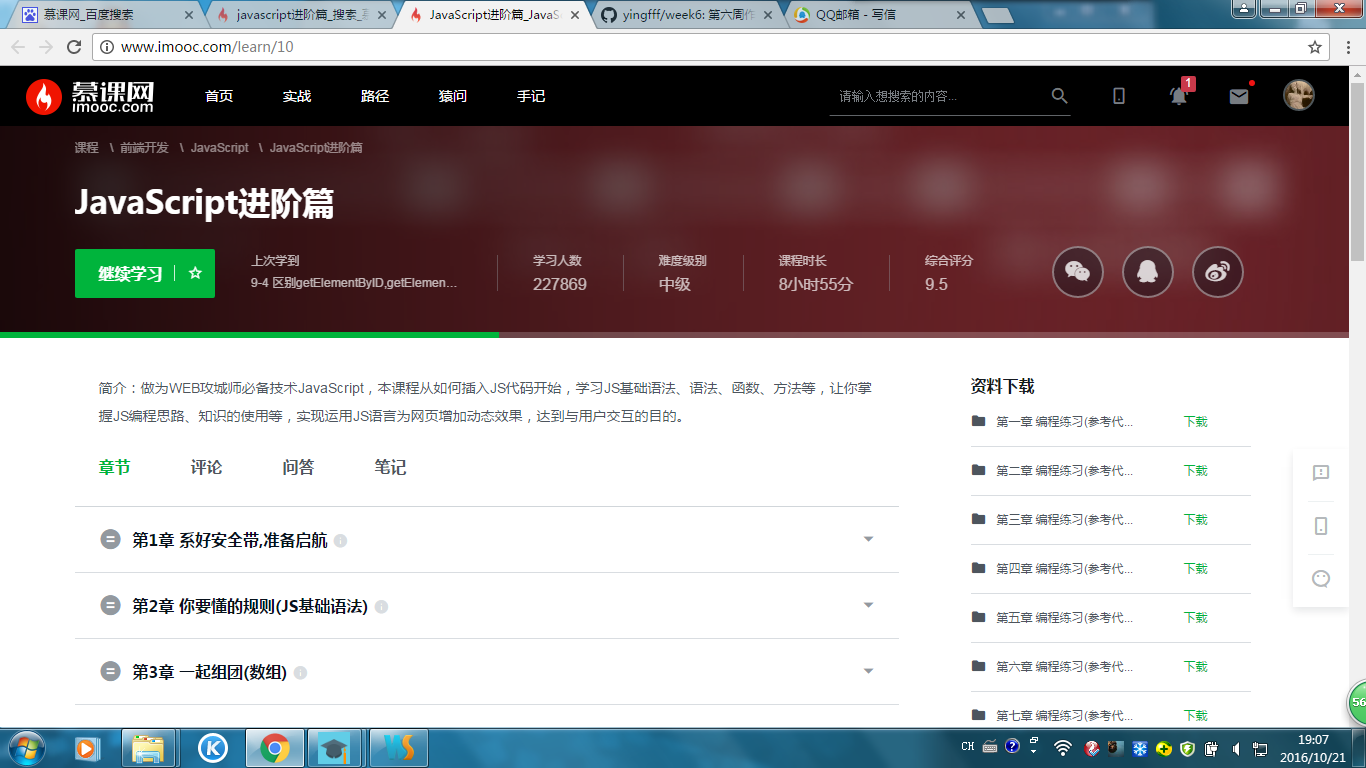 慕课网_百度搜索
javascript进阶篇_搜索_
JavaScript进阶篇_JavaS
yingfff/week6: 第六周作
QQ邮箱 - 写信
www.imooc.com/learn/10
慕课网
imooc.com
首页 实战 路径 猿问 手记
请输入想搜索的内容...
1
课程 \ 前端开发 \ JavaScript \ JavaScript进阶篇
JavaScript进阶篇
继续学习
上次学到
9-4 区别getElementByID,getElemen...
学习人数
227869
难度级别
中级
课程时长
8小时55分
综合评分
9.5
简介：做为WEB攻城师必备技术JavaScript，本课程从如何插入JS代码开始，学习JS基础语法、语法、函数、方法等，让你掌
握JS编程思路、知识的使用等，实现运用JS语言为网页增加动态效果，达到与用户交互的目的。
章节 评论 问答 笔记
第1章 系好安全带,准备启航
第2章 你要懂的规则(JS基础语法)
第3章 一起组团(数组)
资料下载
第一章 编程练习(参考代... 下载
第二章 编程练习(参考代... 下载
第三章 编程练习(参考代... 下载
第四章 编程练习(参考代... 下载
第五章 编程练习(参考代... 下载
第六章 编程练习(参考代... 下载
第七章 编程练习(参考代... 下载
56
CH
19:07
2016/10/21